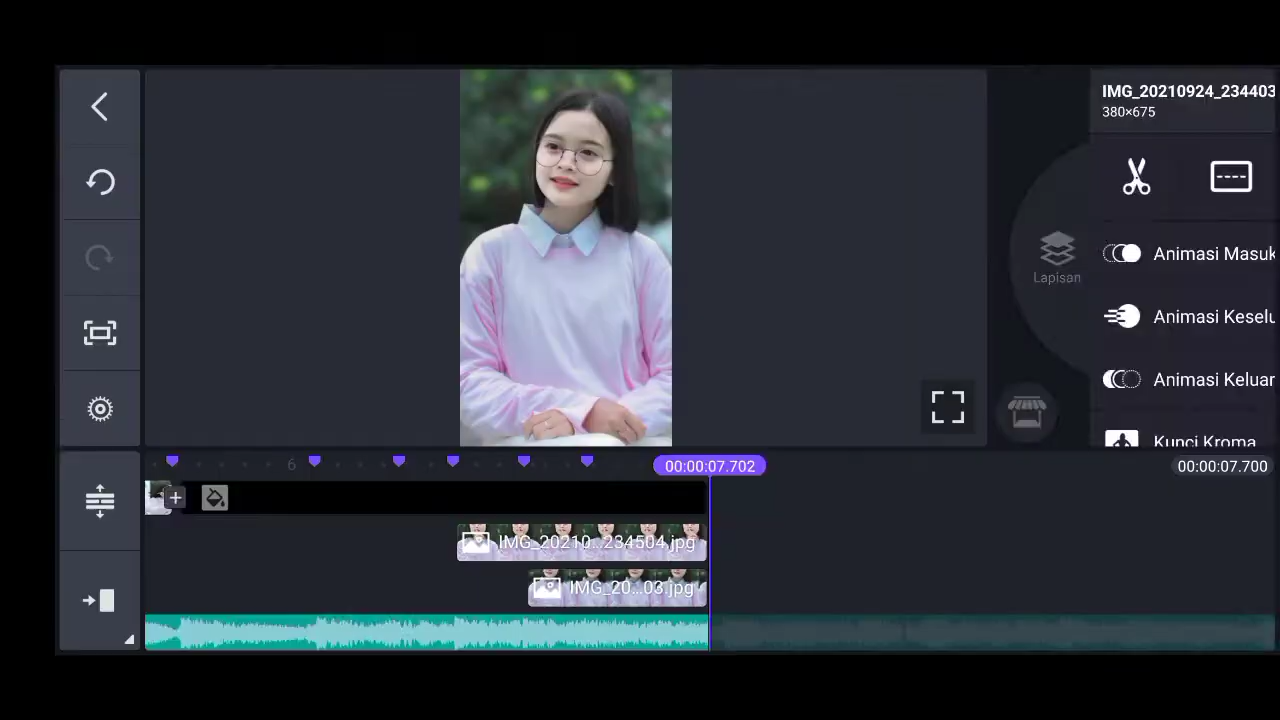 IMG_20210924_234403
380×675
Lapisan
Animasi Masuk
Animasi Keselu
Animasi Keluar
Kunci Kroma
6
00:00:07.702
00:00:07.700
IMG_20210...234504.jpg
IMG_20...03.jpg